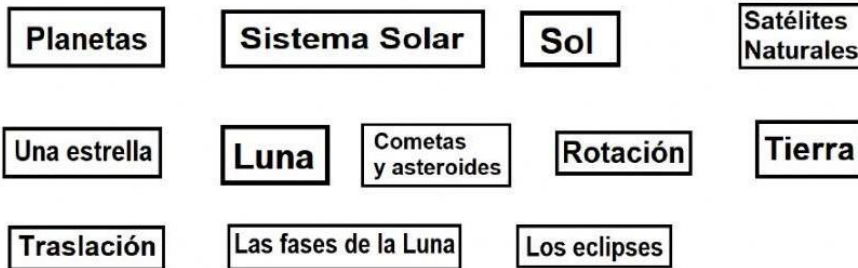 Planetas
Sistema Solar
Sol
Satélites
Naturales
Una estrella
Luna
Cometas
y asteroides
Rotación
Tierra
Traslación
Las fases de la Luna
Los eclipses